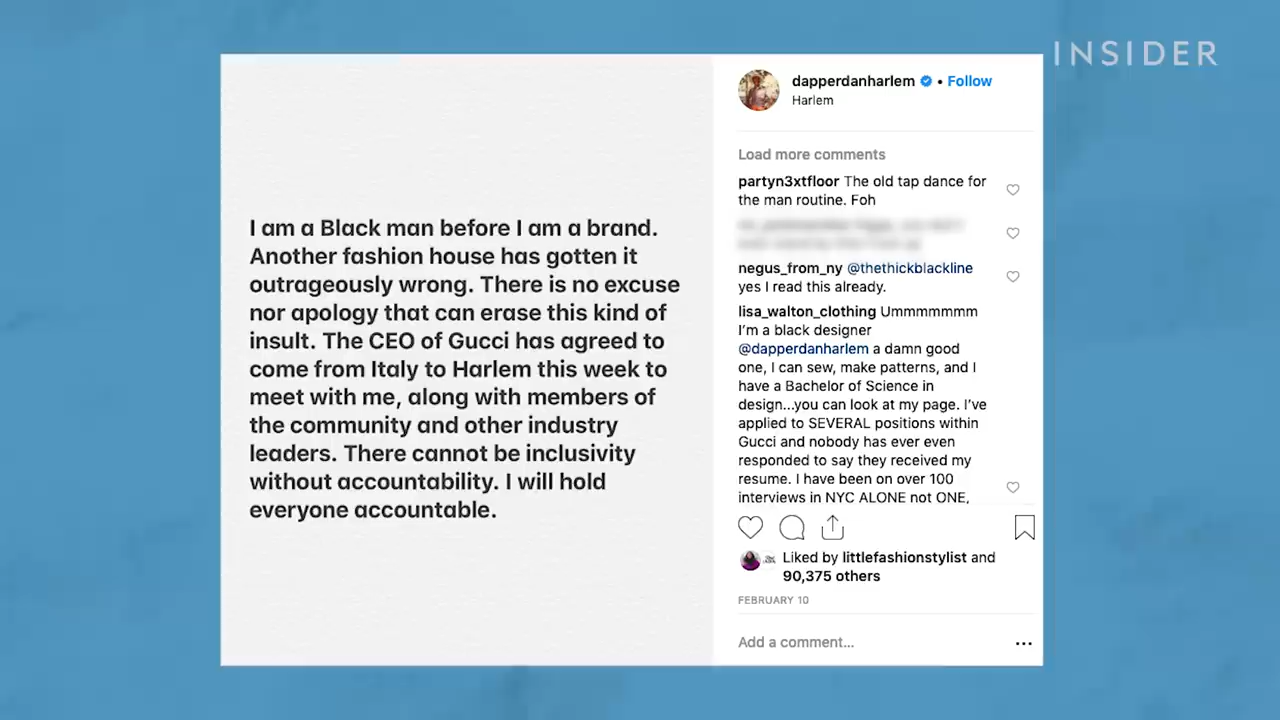 INSIDER
I am a Black man before I am a brand.
Another fashion house has gotten it
outrageously wrong. There is no excuse
nor apology that can erase this kind of
insult. The CEO of Gucci has agreed to
come from Italy to Harlem this week to
meet with me, along with members of
the community and other industry
leaders. There cannot be inclusivity
without accountability. I will hold
everyone accountable.
dapperdanharlem • Follow
Harlem
Load more comments
partyn3xtfloor The old tap dance for
the man routine. Foh
negus_from_ny @thethickblackline
yes I read this already.
lisa_walton_clothing Ummmmmmm
I'm a black designer
@dapperdanharlem a damn good
one, I can sew, make patterns, and I
have a Bachelor of Science in
design...you can look at my page. I've
applied to SEVERAL positions within
Gucci and nobody has ever even
responded to say they received my
resume. I have been on over 100
interviews in NYC ALONE not ONE,
Liked by littlefashionstylist and
90,375 others
FEBRUARY 10
Add a comment...